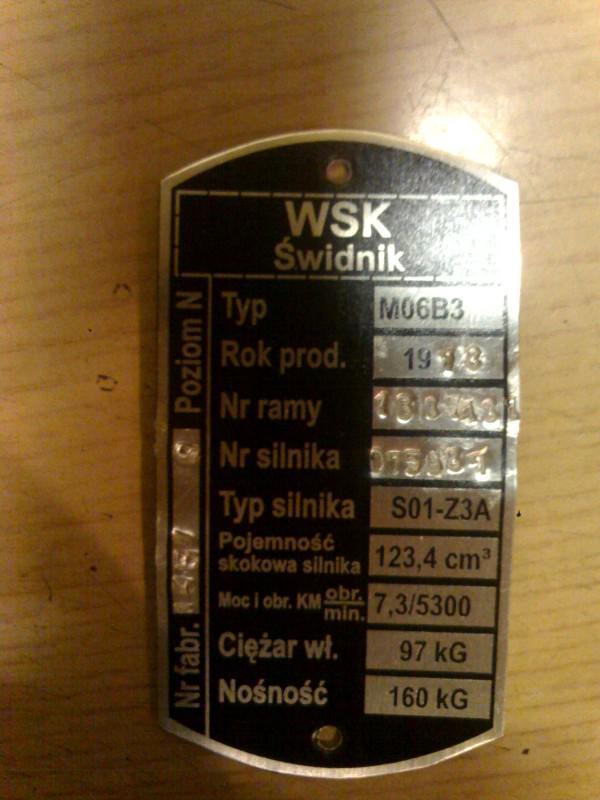 WSK
Świdnik
Typ M06B3
Rok prod. 19
Nr ramy
Nr silnika
Typ silnika S01-Z3A
Pojemność
skokowa silnika 123,4 cm³
Moc i obr. KM obr./min. 7,3/5300
Ciężar wł. 97 kG
Nośność 160 kG
Nr fabr. Poziom N